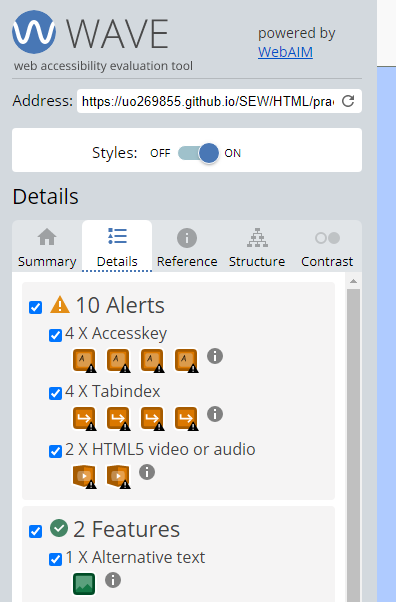 WAVE
powered by
WebAIM
web accessibility evaluation tool
Address: https://uo269855.github.io/SEW/HTML/prac
Styles: OFF ON
Details
Summary Details Reference Structure Contrast
10 Alerts
4 X Accesskey
A A A A
4 X Tabindex
2 X HTML5 video or audio
2 Features
1 X Alternative text